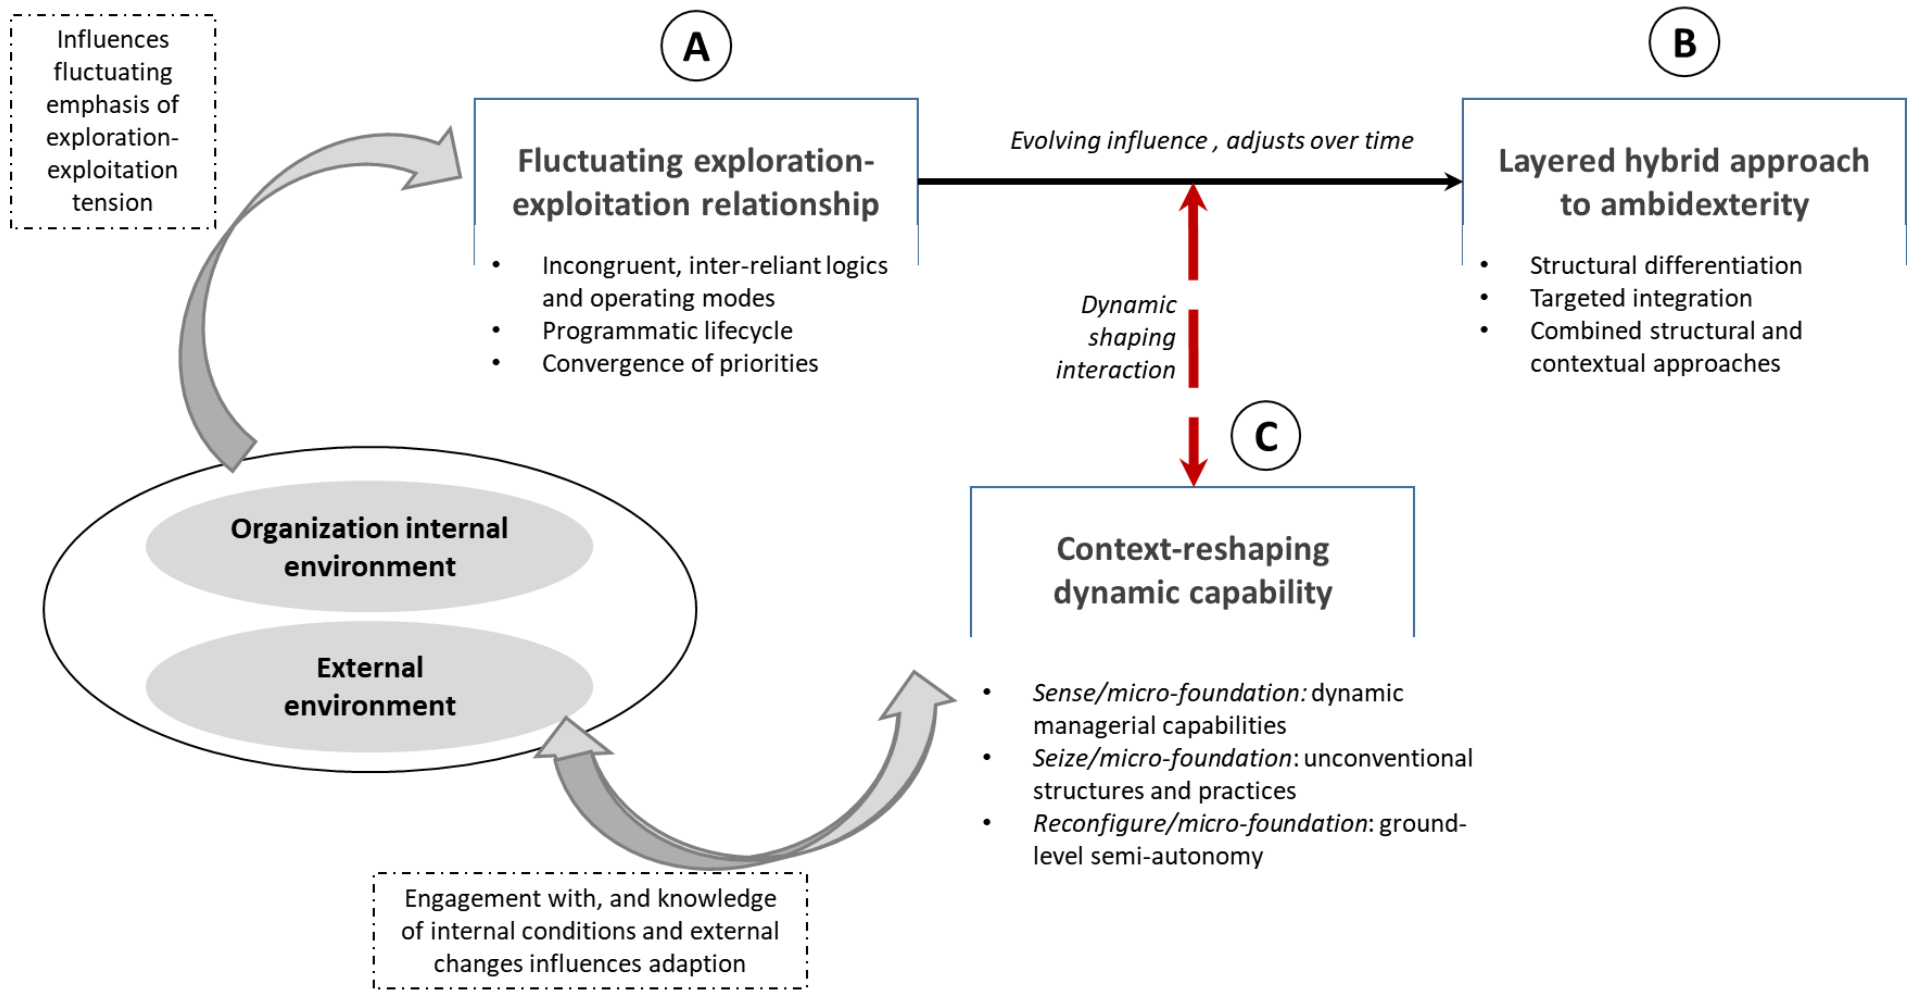 Influences
fluctuating
emphasis of
exploration-
exploitation
tension
A
Fluctuating exploration-
exploitation relationship
• Incongruent, inter-reliant logics
and operating modes
• Programmatic lifecycle
• Convergence of priorities
Evolving influence , adjusts over time
B
Layered hybrid approach
to ambidexterity
• Structural differentiation
• Targeted integration
• Combined structural and
contextual approaches
Dynamic
shaping
interaction
C
Context-reshaping
dynamic capability
• Sense/micro-foundation: dynamic
managerial capabilities
• Seize/micro-foundation: unconventional
structures and practices
• Reconfigure/micro-foundation: ground-
level semi-autonomy
Organization internal
environment
External
environment
Engagement with, and knowledge
of internal conditions and external
changes influences adaption